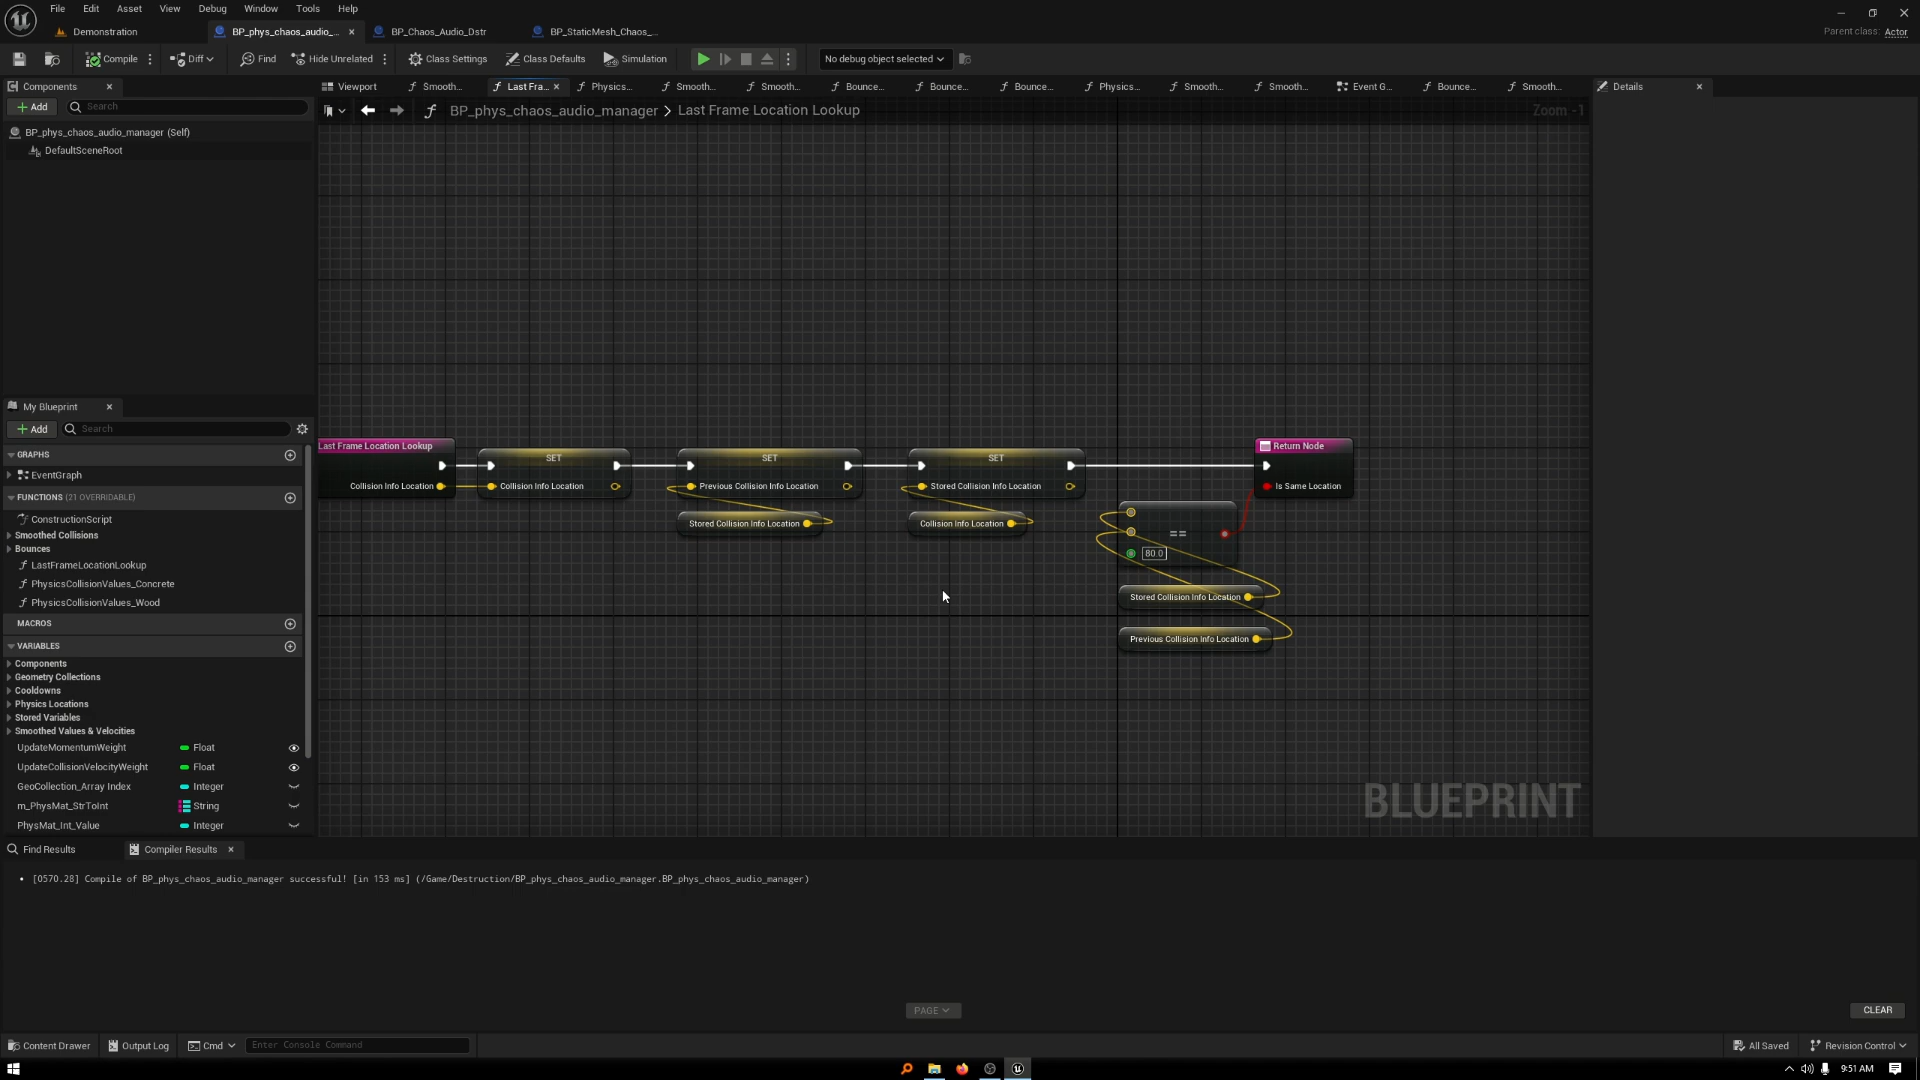 File Edit Asset View Debug Window Tools Help
Demonstration
BP_phys_chaos_audio_...
BP_Chaos_Audio_Dstr
BP_StaticMesh_Chaos_...
Parent class: Actor
Compile
Diff
Find
Hide Unrelated
Class Settings
Class Defaults
Simulation
No debug object selected
Components
Viewport
Smooth...
Last Fra...
Physics...
Smooth...
Smooth...
Bounce...
Bounce...
Bounce...
Physics...
Smooth...
Smooth...
Event G...
Bounce...
Smooth...
Details
Add
Search
BP_phys_chaos_audio_manager > Last Frame Location Lookup
Zoom -1
BP_phys_chaos_audio_manager (Self)
DefaultSceneRoot
My Blueprint
Add
Search
GRAPHS
EventGraph
FUNCTIONS (21 OVERRIDABLE)
ConstructionScript
Smoothed Collisions
Bounces
LastFrameLocationLookup
PhysicsCollisionValues_Concrete
PhysicsCollisionValues_Wood
MACROS
VARIABLES
Components
Geometry Collections
Cooldowns
Physics Locations
Stored Variables
Smoothed Values & Velocities
UpdateMomentumWeight Float
UpdateCollisionVelocityWeight Float
GeoCollection_Array Index Integer
m_PhysMat_StrToInt String
PhysMat_Int_Value Integer
Last Frame Location Lookup
Collision Info Location
SET
Collision Info Location
SET
Previous Collision Info Location
Stored Collision Info Location
SET
Stored Collision Info Location
Collision Info Location
==
80.0
Stored Collision Info Location
Previous Collision Info Location
Return Node
Is Same Location
BLUEPRINT
Find Results
Compiler Results
[0570.28] Compile of BP_phys_chaos_audio_manager successful! [in 153 ms] (/Game/Destruction/BP_phys_chaos_audio_manager.BP_phys_chaos_audio_manager)
PAGE
CLEAR
Content Drawer
Output Log
Cmd
Enter Console Command
All Saved
Revision Control
9:51 AM